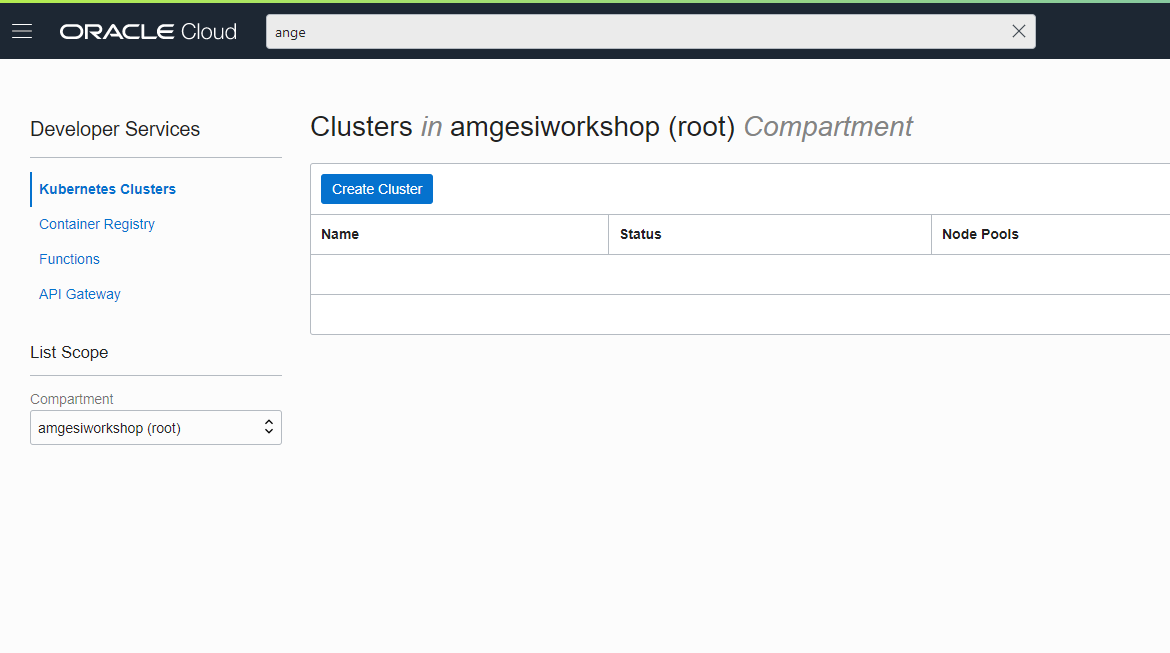 ORACLE Cloud
ange
Developer Services
Kubernetes Clusters
Container Registry
Functions
API Gateway
List Scope
Compartment
amgesiworkshop (root)
Clusters in amgesiworkshop (root) Compartment
Create Cluster
Name Status Node Pools